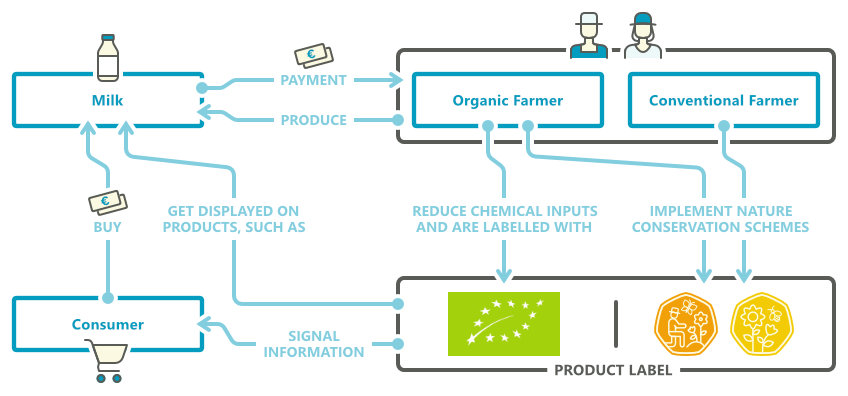 €
PAYMENT
Milk
Organic Farmer
Conventional Farmer
PRODUCE
€
BUY
GET DISPLAYED ON
PRODUCTS, SUCH AS
REDUCE CHEMICAL INPUTS
AND ARE LABELLED WITH
IMPLEMENT NATURE
CONSERVATION SCHEMES
Consumer
SIGNAL
INFORMATION
PRODUCT LABEL